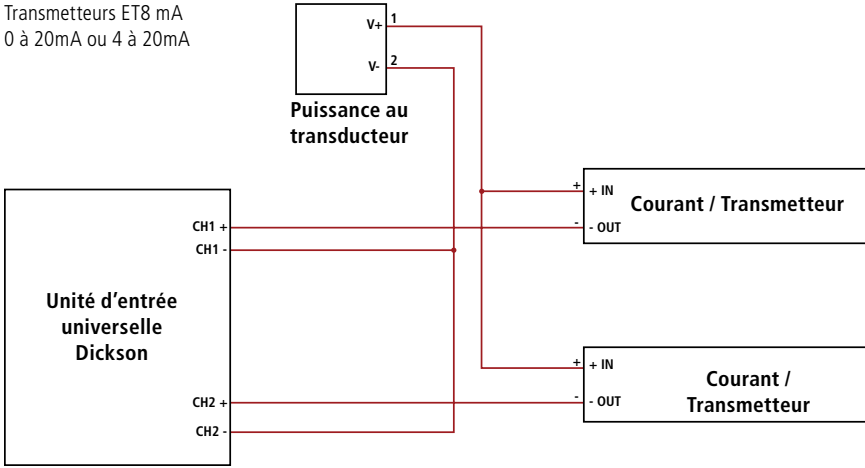 Transmetteurs ET8 mA
0 à 20mA ou 4 à 20mA
V+ 1
V- 2
Puissance au
transducteur
+ + IN
Courant / Transmetteur
- - OUT
CH1 +
CH1 -
Unité d'entrée
universelle
Dickson
+ + IN
Courant /
Transmetteur
- - OUT
CH2 +
CH2 -